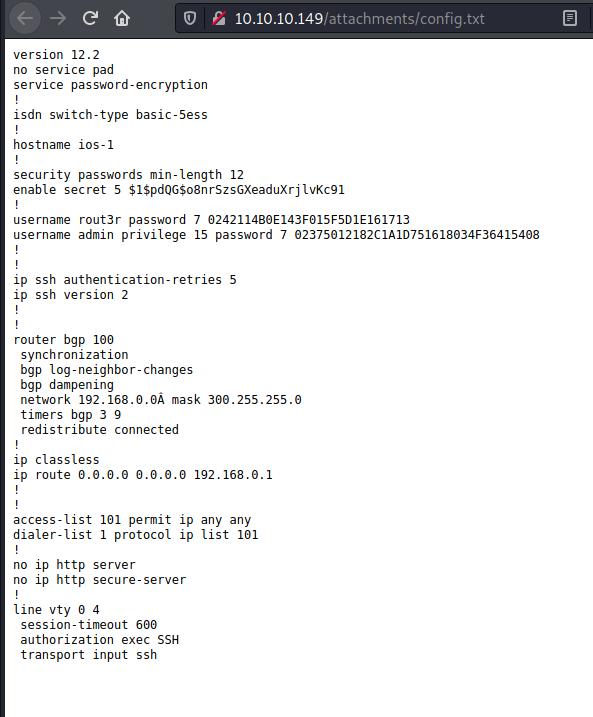 10.10.10.149/attachments/config.txt
version 12.2
no service pad
service password-encryption
!
isdn switch-type basic-5ess
!
hostname ios-1
!
security passwords min-length 12
enable secret 5 $1$pdQG$o8nrSzsGXeaduXrjlvKc91
!
username rout3r password 7 0242114B0E143F015F5D1E161713
username admin privilege 15 password 7 02375012182C1A1D751618034F36415408
!
!
ip ssh authentication-retries 5
ip ssh version 2
!
!
router bgp 100
 synchronization
 bgp log-neighbor-changes
 bgp dampening
 network 192.168.0.0Â mask 300.255.255.0
 timers bgp 3 9
 redistribute connected
!
ip classless
ip route 0.0.0.0 0.0.0.0 192.168.0.1
!
!
access-list 101 permit ip any any
dialer-list 1 protocol ip list 101
!
no ip http server
no ip http secure-server
!
line vty 0 4
 session-timeout 600
 authorization exec SSH
 transport input ssh